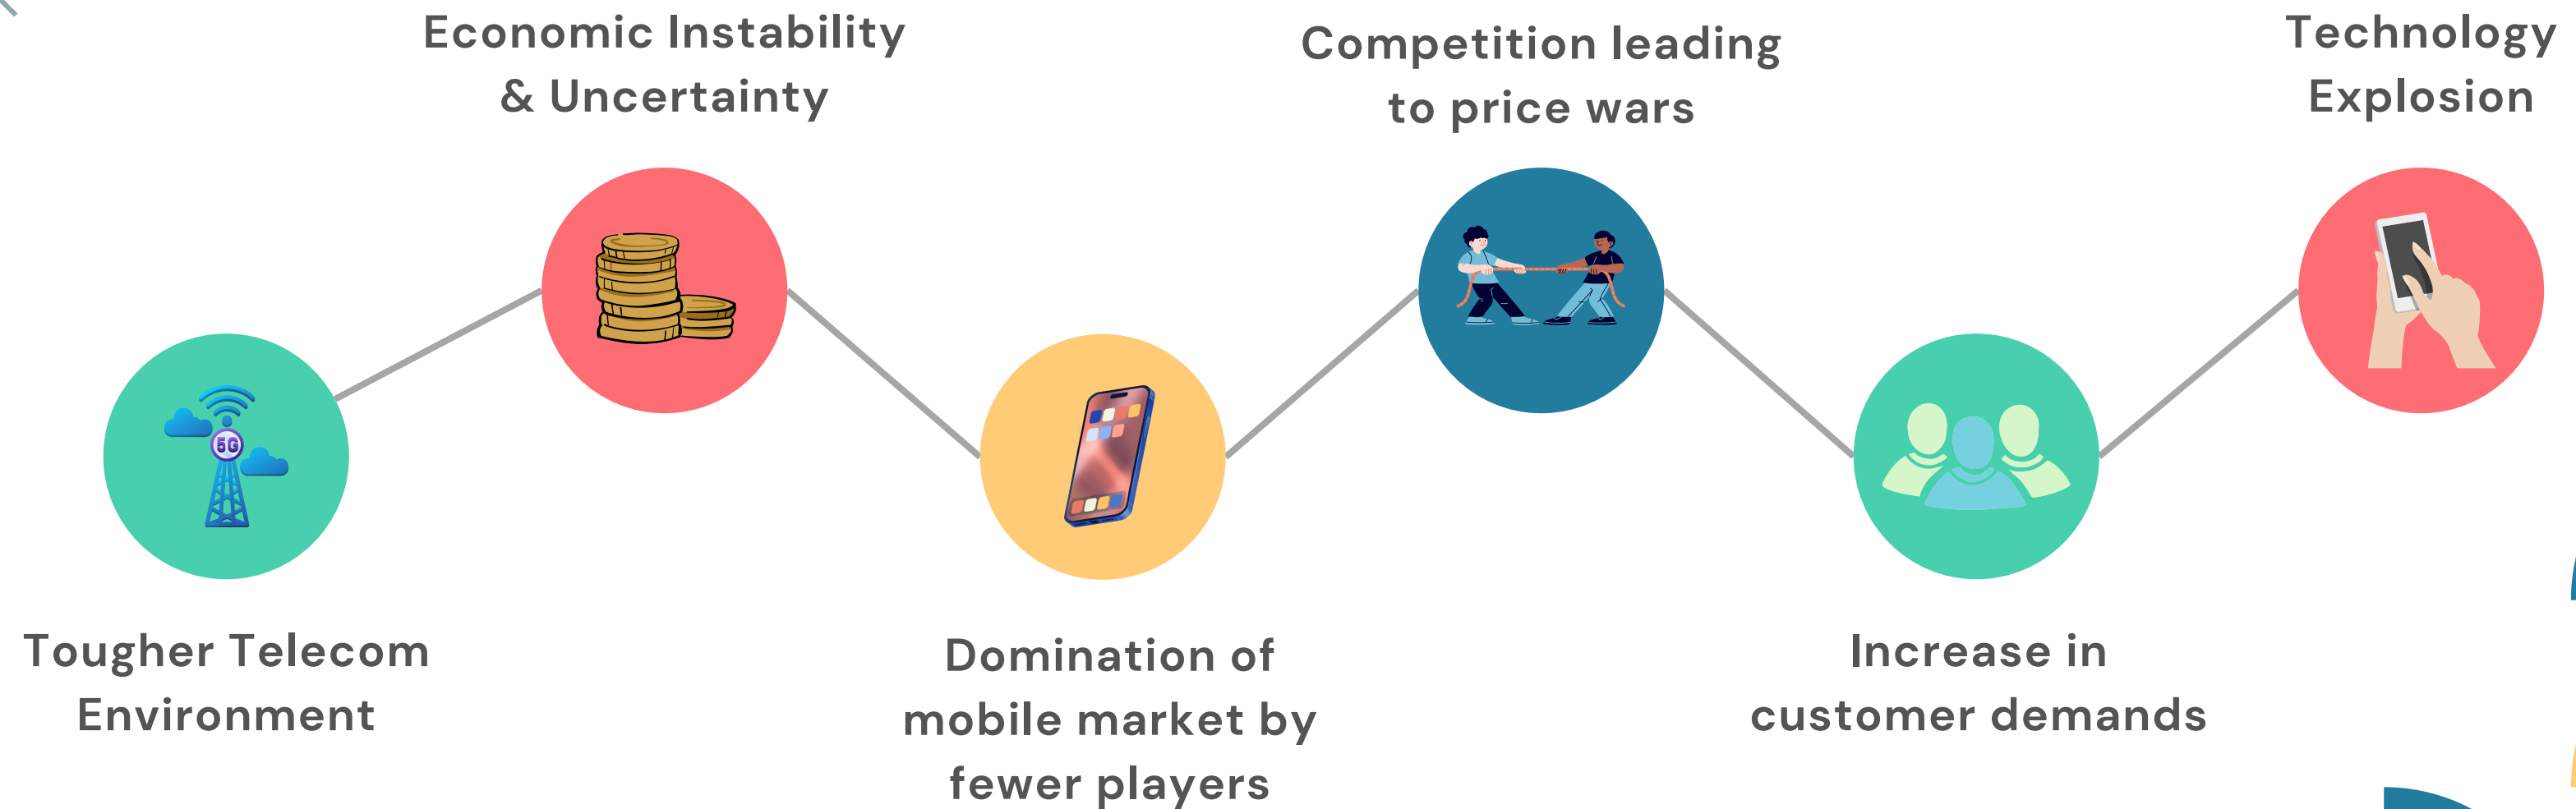 Economic Instability
& Uncertainty
Competition leading
to price wars
Technology
Explosion
5G
Tougher Telecom
Environment
Domination of
mobile market by
fewer players
Increase in
customer demands